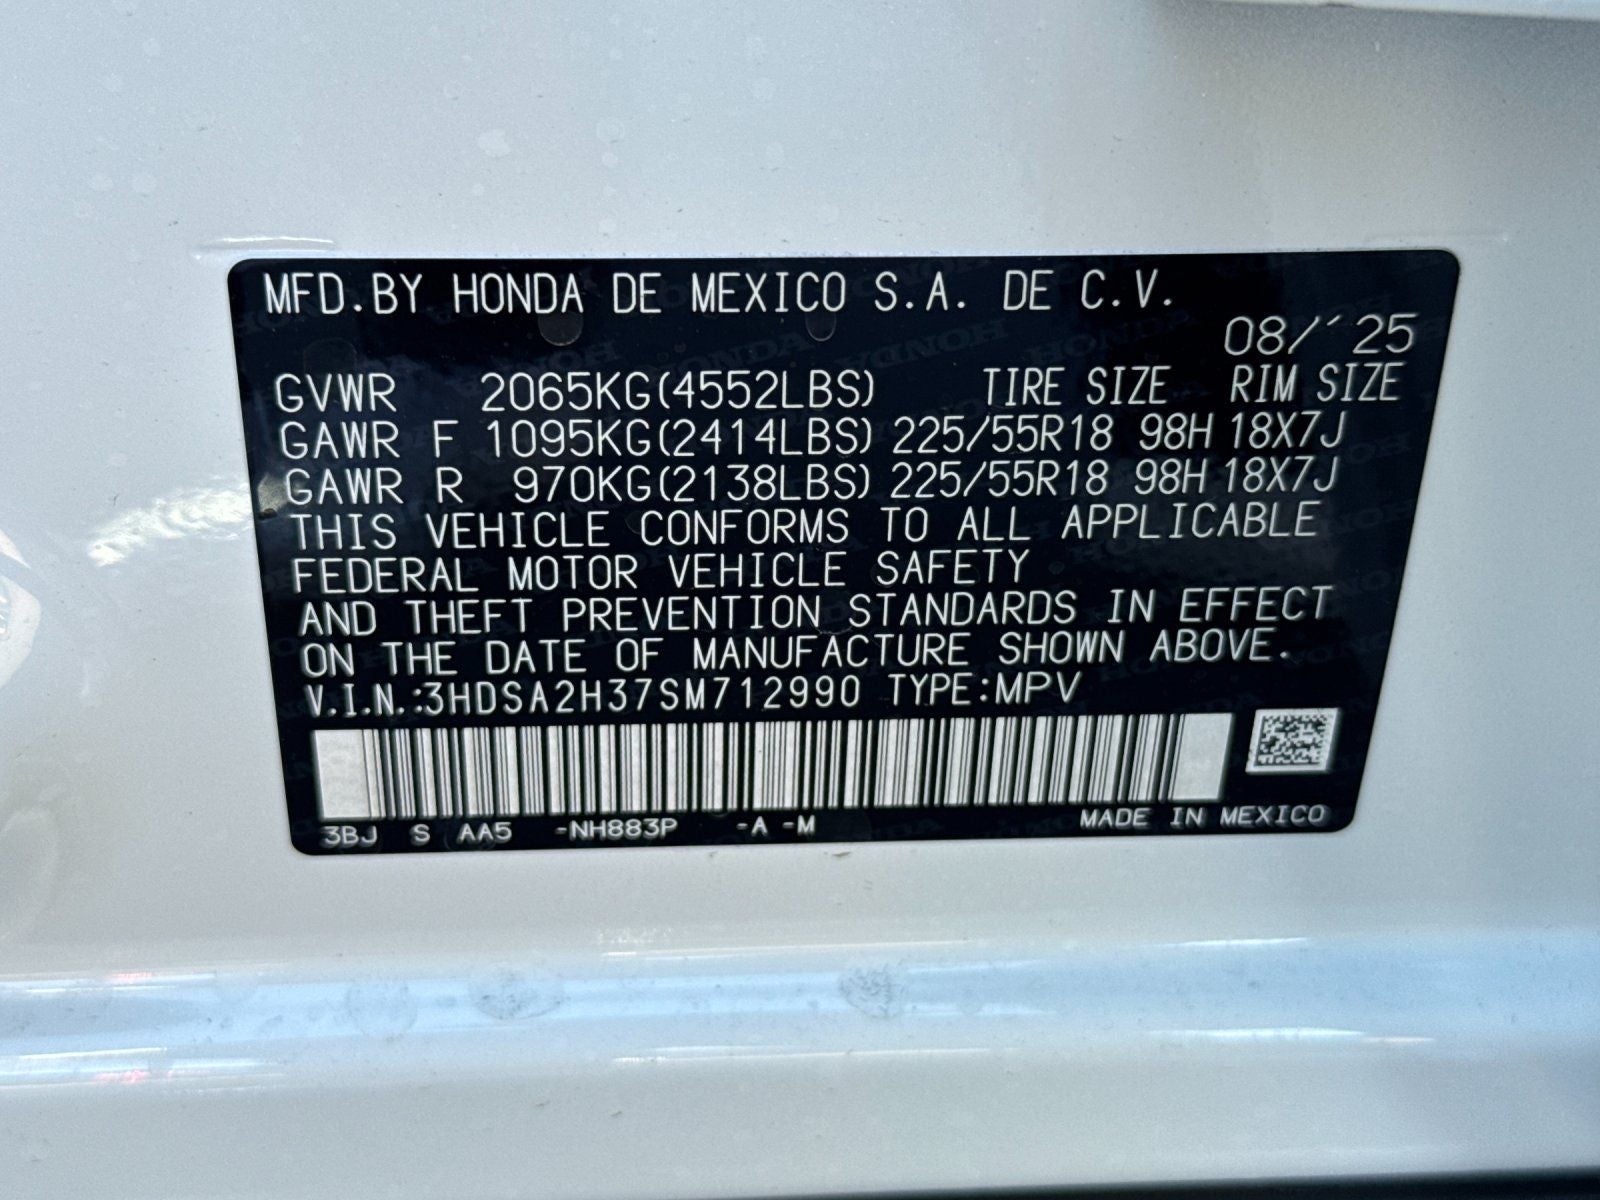 MFD.BY HONDA DE MEXICO S.A. DE C.V.
08/´25
GVWR 2065KG(4552LBS) TIRE SIZE RIM SIZE
GAWR F 1095KG(2414LBS) 225/55R18 98H 18X7J
GAWR R 970KG(2138LBS) 225/55R18 98H 18X7J
THIS VEHICLE CONFORMS TO ALL APPLICABLE
FEDERAL MOTOR VEHICLE SAFETY
AND THEFT PREVENTION STANDARDS IN EFFECT
ON THE DATE OF MANUFACTURE SHOWN ABOVE.
V.I.N.:3HDSA2H37SM712990 TYPE:MPV
3BJ S AA5 -NH883P -A -M MADE IN MEXICO